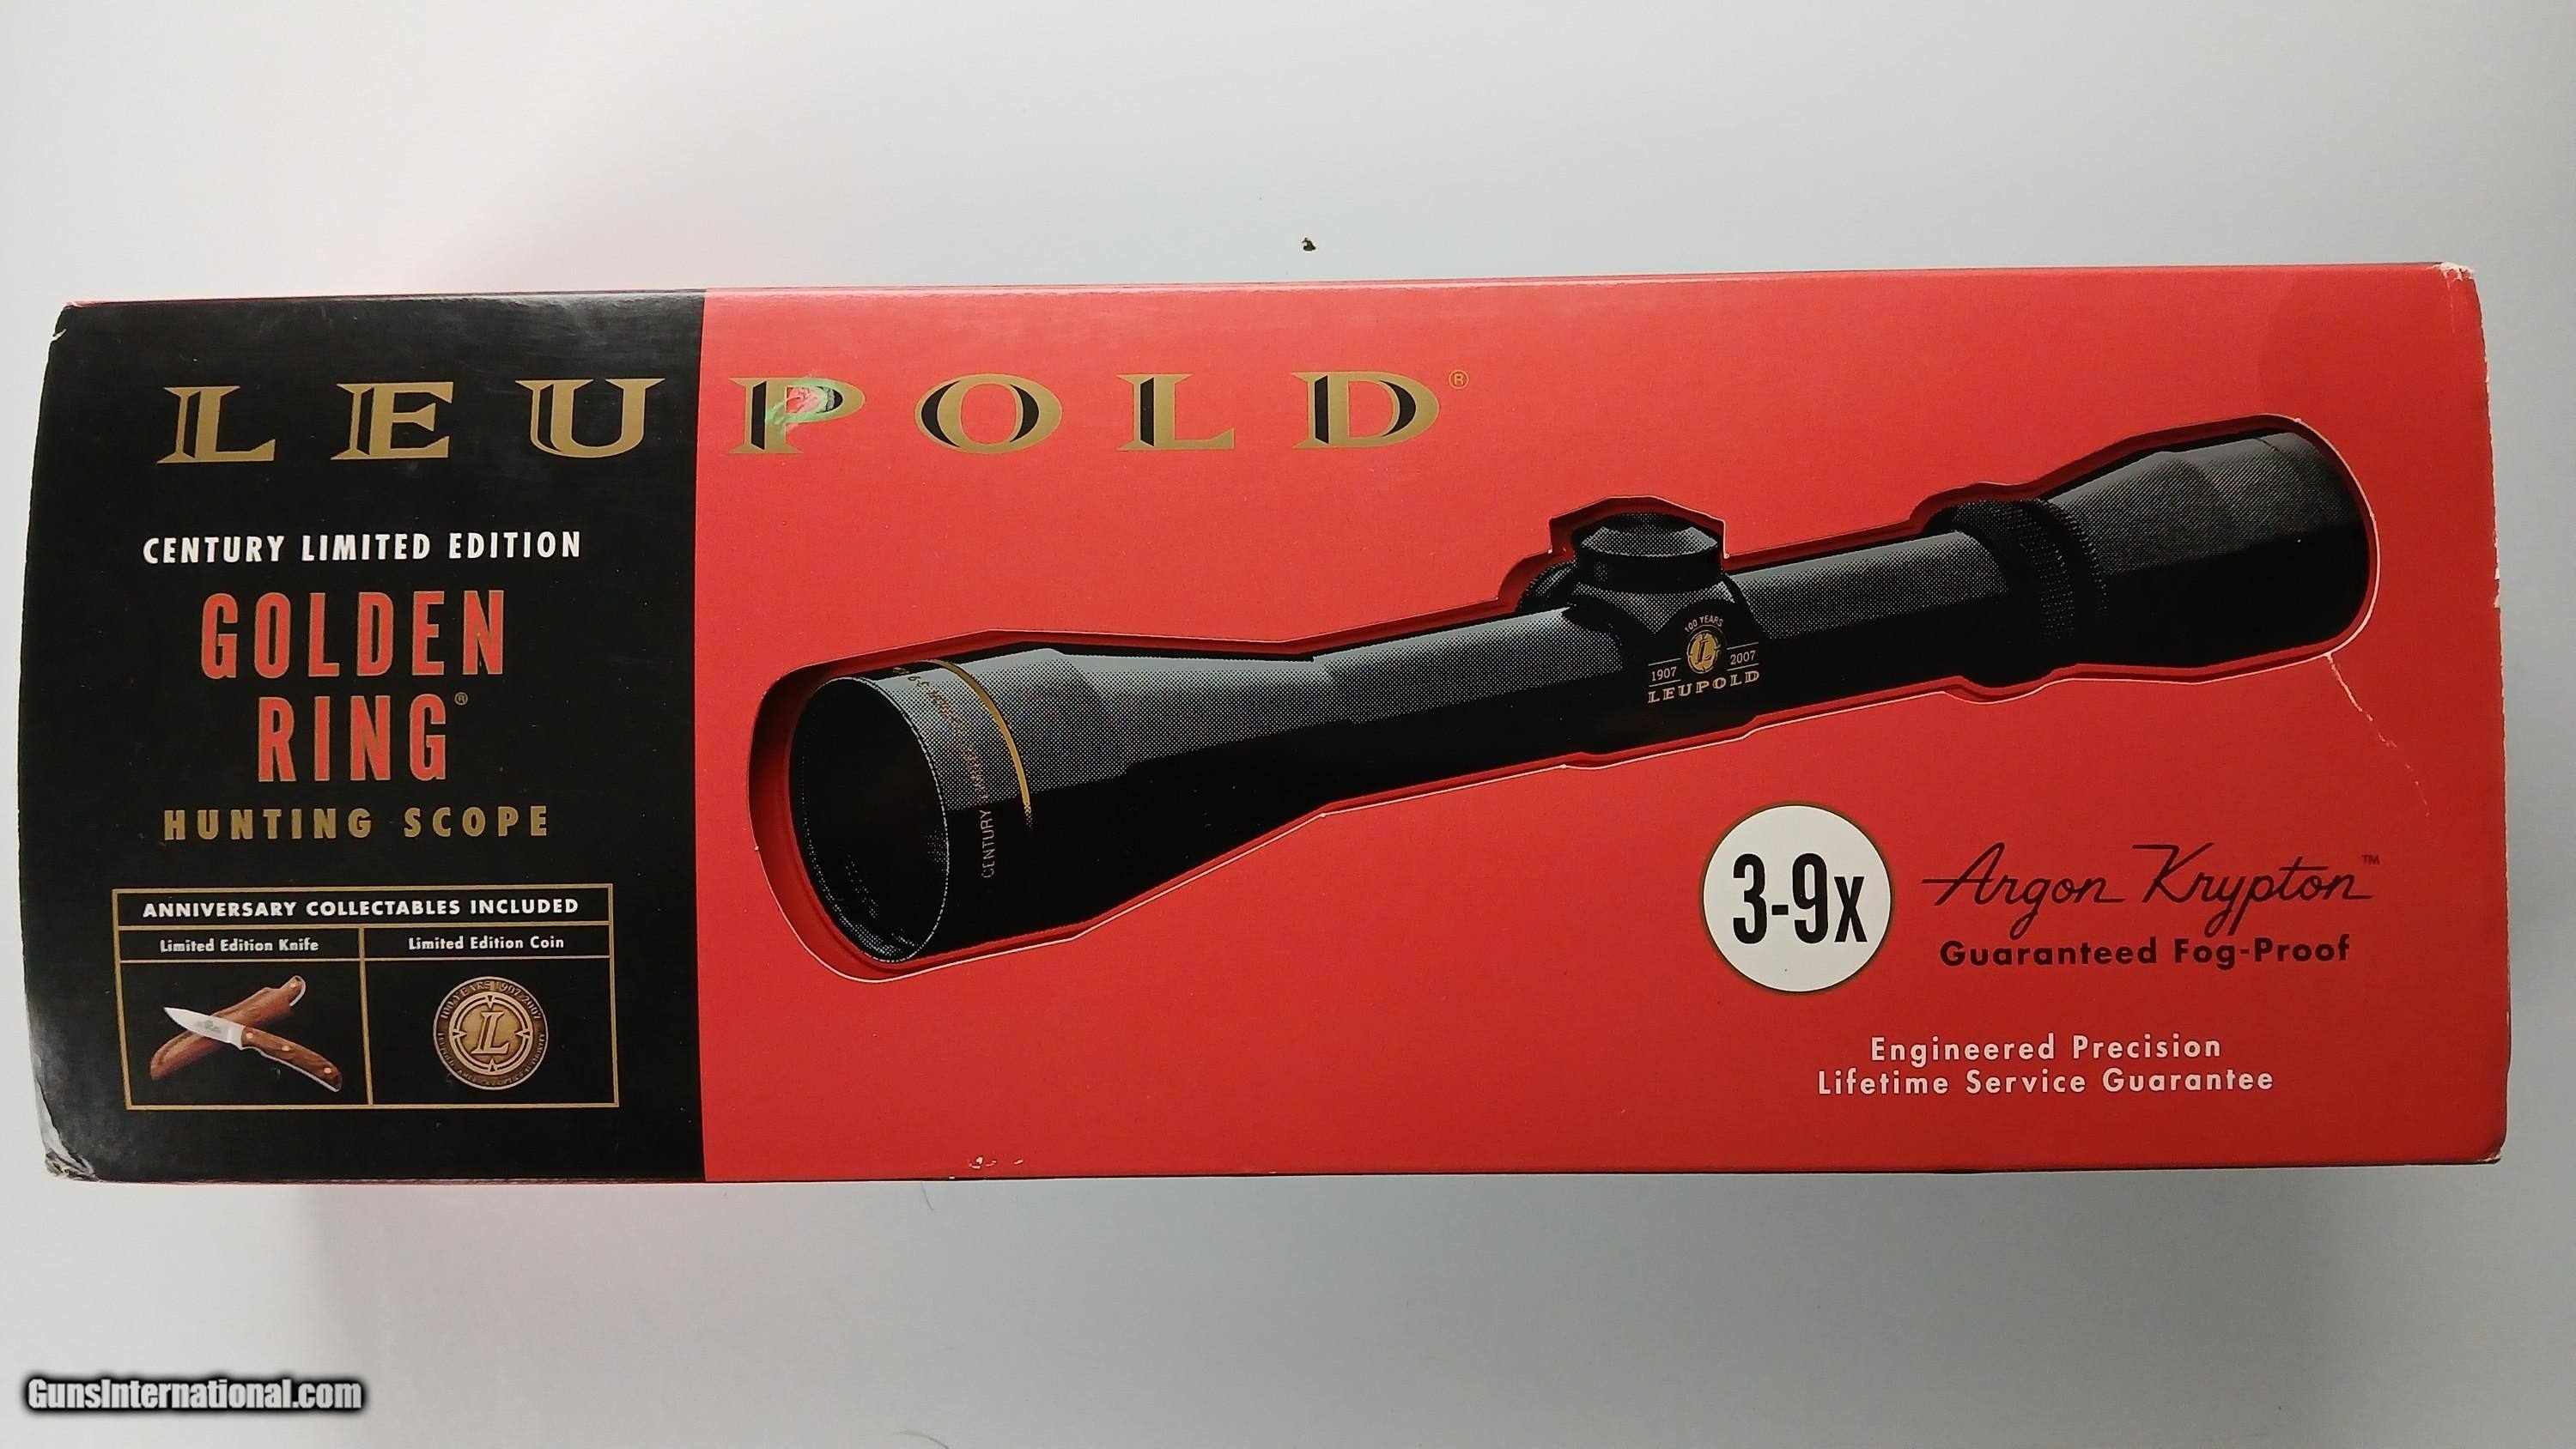 LEUPOLD®
CENTURY LIMITED EDITION
GOLDEN
RING®
HUNTING SCOPE
ANNIVERSARY COLLECTABLES INCLUDED
Limited Edition Knife
Limited Edition Coin
L
100 YEARS
L
1907 2007
LEUPOLD
CENTURY
3-9x
Argon Krypton™
Guaranteed Fog-Proof
Engineered Precision
Lifetime Service Guarantee
GunsInternational.com